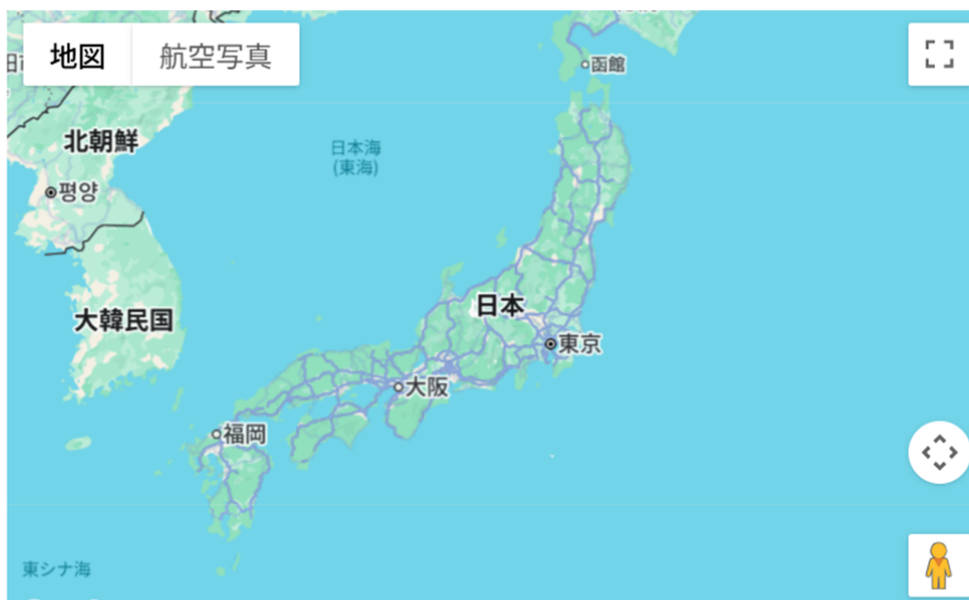 地図
航空写真
函館
北朝鮮
日本海
(東海)
평양
日本
大韓民国
東京
大阪
福岡
東シナ海